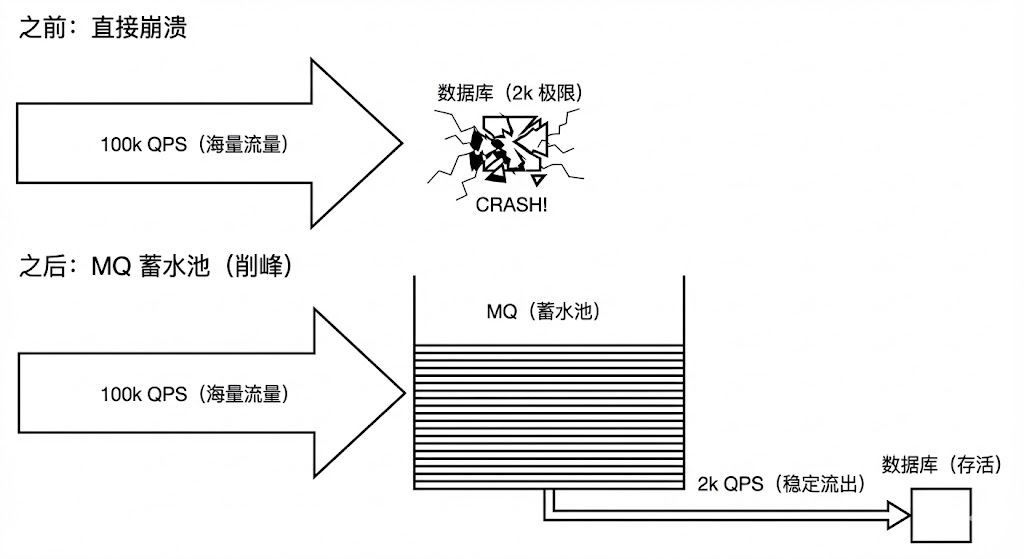 之前：直接崩溃
数据库（2k 极限）
100k QPS（海量流量）
CRASH!
之后：MQ 蓄水池（削峰）
MQ（蓄水池）
100k QPS（海量流量）
数据库（存活）
2k QPS（稳定流出）